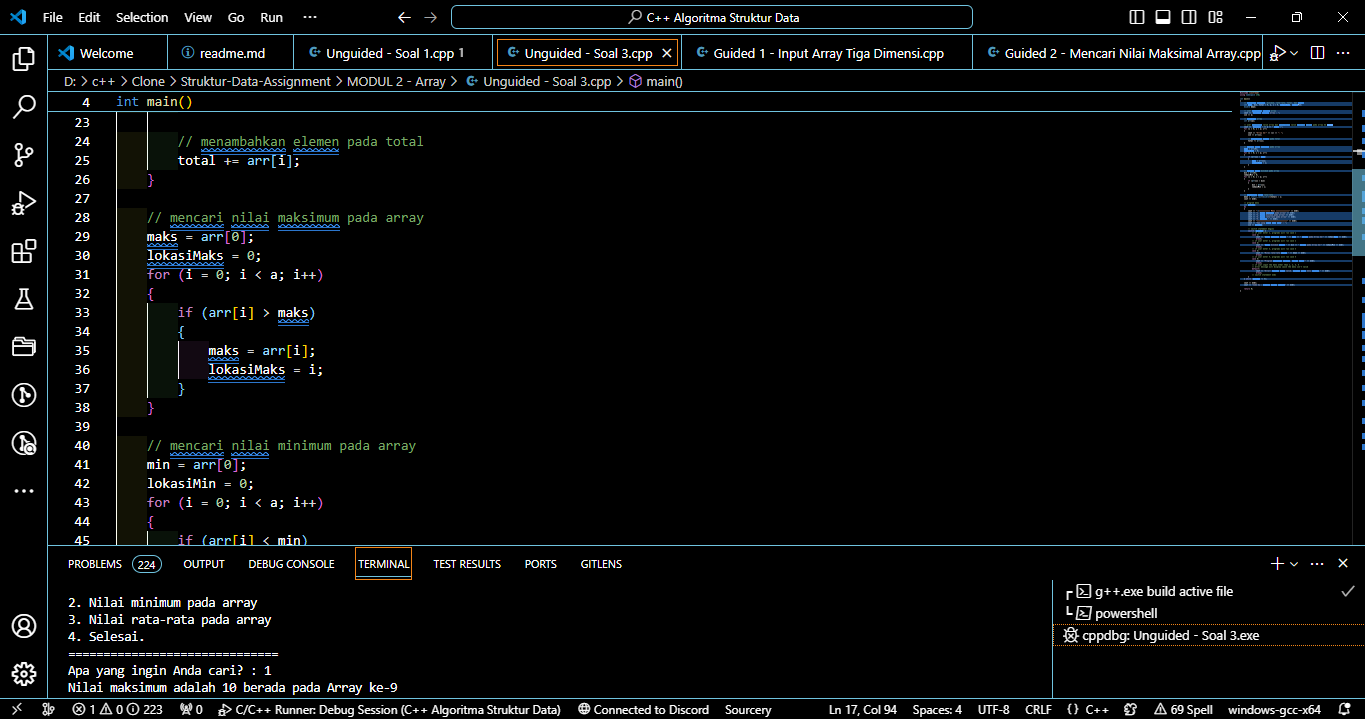 File Edit Selection View Go Run ··· C++ Algoritma Struktur Data
Welcome readme.md Unguided - Soal 1.cpp 1 Unguided - Soal 3.cpp Guided 1 - Input Array Tiga Dimensi.cpp Guided 2 - Mencari Nilai Maksimal Array.cpp
D: > c++ > Clone > Struktur-Data-Assignment > MODUL 2 - Array > Unguided - Soal 3.cpp > main()
4 int main()
23
24 // menambahkan elemen pada total
25 total += arr[i];
26 }
27
28 // mencari nilai maksimum pada array
29 maks = arr[0];
30 lokasiMaks = 0;
31 for (i = 0; i < a; i++)
32 {
33 if (arr[i] > maks)
34 {
35 maks = arr[i];
36 lokasiMaks = i;
37 }
38 }
39
40 // mencari nilai minimum pada array
41 min = arr[0];
42 lokasiMin = 0;
43 for (i = 0; i < a; i++)
44 {
45 if (arr[i] < min)
PROBLEMS 224 OUTPUT DEBUG CONSOLE TERMINAL TEST RESULTS PORTS GITLENS
2. Nilai minimum pada array
3. Nilai rata-rata pada array
4. Selesai.
==============================
Apa yang ingin Anda cari? : 1
Nilai maksimum adalah 10 berada pada Array ke-9
g++.exe build active file
powershell
cppdbg: Unguided - Soal 3.exe
1 0 223 0 C/C++ Runner: Debug Session (C++ Algoritma Struktur Data) Connected to Discord Sourcery Ln 17, Col 94 Spaces: 4 UTF-8 CRLF {} C++ 69 Spell windows-gcc-x64